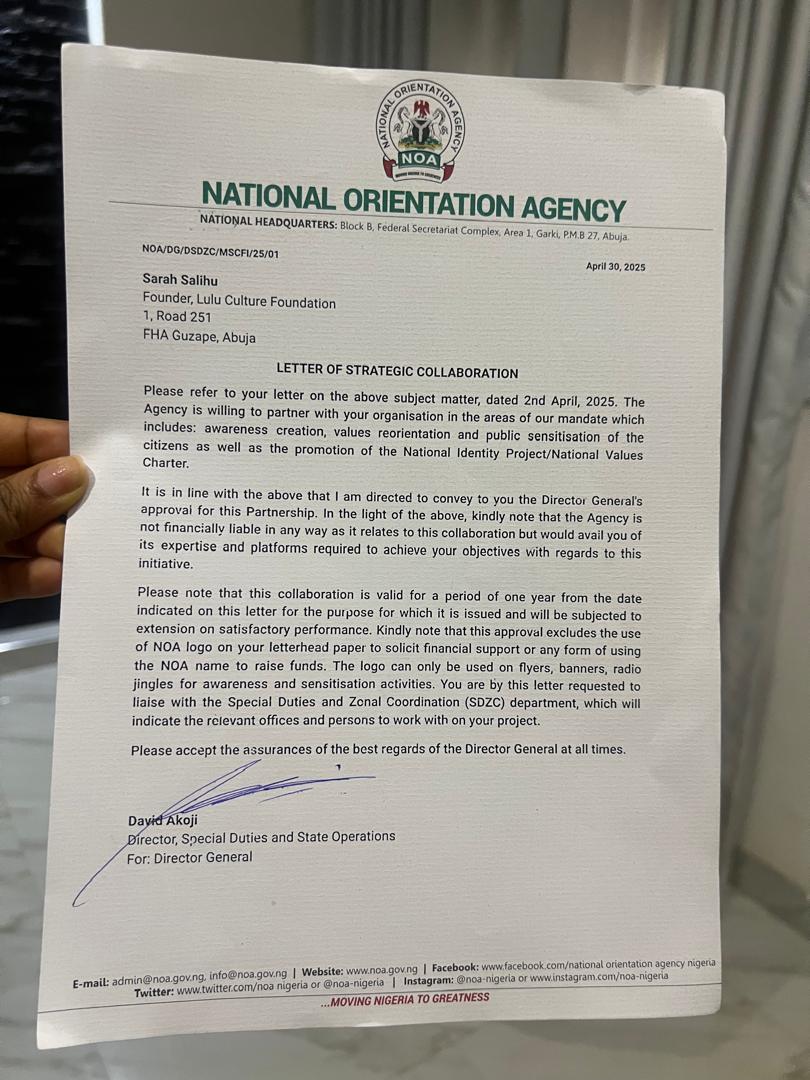 NATIONAL ORIENTATION AGENCY
NOA
MOVING NIGERIA TO GREATNESS
NATIONAL ORIENTATION AGENCY
NATIONAL HEADQUARTERS: Block B, Federal Secretariat Complex, Area 1, Garki, P.M.B 27, Abuja.
NOA/DG/DSDZC/MSCFI/25/01
April 30, 2025
Sarah Salihu
Founder, Lulu Culture Foundation
1, Road 251
FHA Guzape, Abuja
LETTER OF STRATEGIC COLLABORATION
Please refer to your letter on the above subject matter, dated 2nd April, 2025. The
Agency is willing to partner with your organisation in the areas of our mandate which
includes: awareness creation, values reorientation and public sensitisation of the
citizens as well as the promotion of the National Identity Project/National Values
Charter.
It is in line with the above that I am directed to convey to you the Director General's
approval for this Partnership. In the light of the above, kindly note that the Agency is
not financially liable in any way as it relates to this collaboration but would avail you of
its expertise and platforms required to achieve your objectives with regards to this
initiative.
Please note that this collaboration is valid for a period of one year from the date
indicated on this letter for the purpose for which it is issued and will be subjected to
extension on satisfactory performance. Kindly note that this approval excludes the use
of NOA logo on your letterhead paper to solicit financial support or any form of using
the NOA name to raise funds. The logo can only be used on flyers, banners, radio
jingles for awareness and sensitisation activities. You are by this letter requested to
liaise with the Special Duties and Zonal Coordination (SDZC) department, which will
indicate the relevant offices and persons to work with on your project.
Please accept the assurances of the best regards of the Director General at all times.
David Akoji
Director, Special Duties and State Operations
For: Director General
E-mail: admin@noa.gov.ng, info@noa.gov.ng | Website: www.noa.gov.ng | Facebook: www.facebook.com/national orientation agency nigeria
Twitter: www.twitter.com/noa nigeria or @noa-nigeria | Instagram: @noa-nigeria or www.instagram.com/noa-nigeria
...MOVING NIGERIA TO GREATNESS